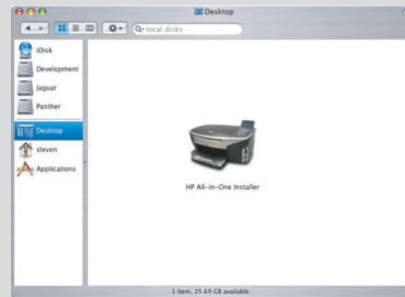 Desktop
local disks
iDisk
Development
Jaguar
Panther
Desktop
steven
Applications
HP All-in-One Installer
1 item, 25.69 GB available